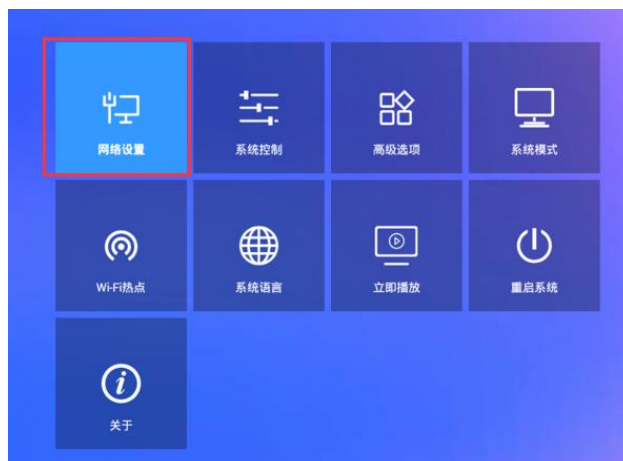 网络设置
系统控制
高级选项
系统模式
Wi-Fi热点
系统语言
立即播放
重启系统
关于